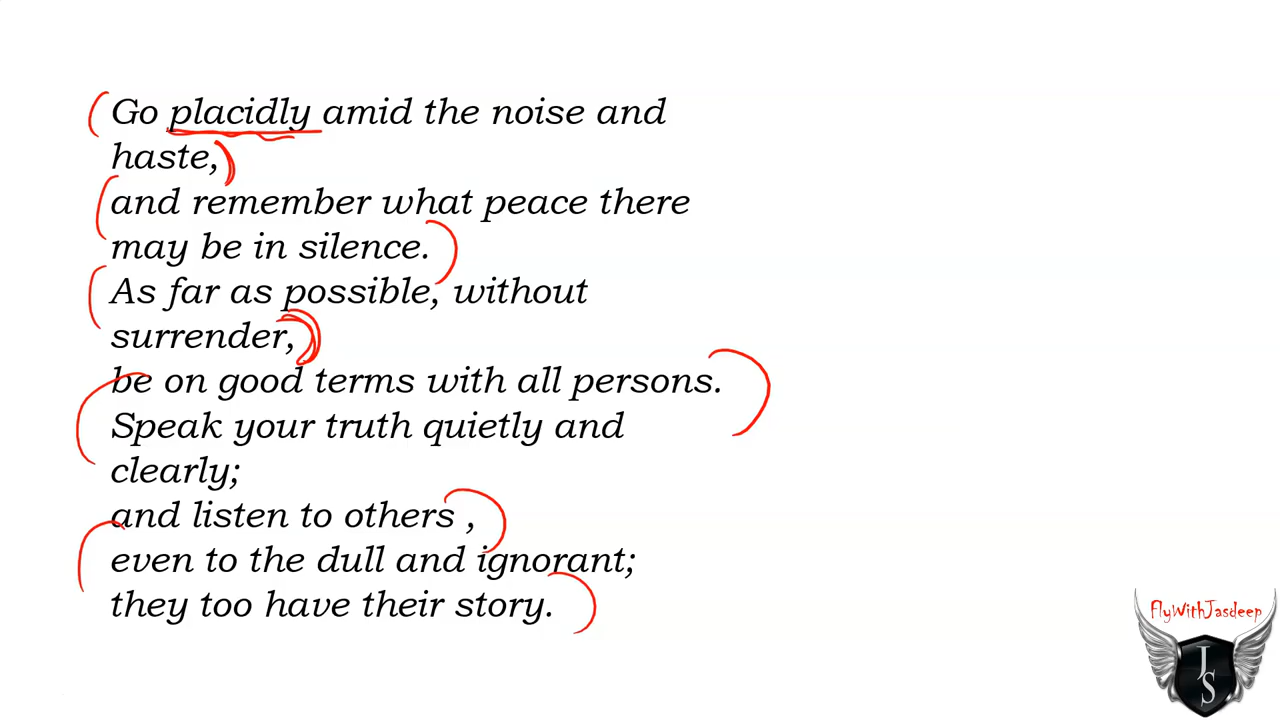 Go placidly amid the noise and
haste,
and remember what peace there
may be in silence.
As far as possible, without
surrender,
be on good terms with all persons.
Speak your truth quietly and
clearly;
and listen to others ,
even to the dull and ignorant;
they too have their story.
FlyWithJasdeep
JS